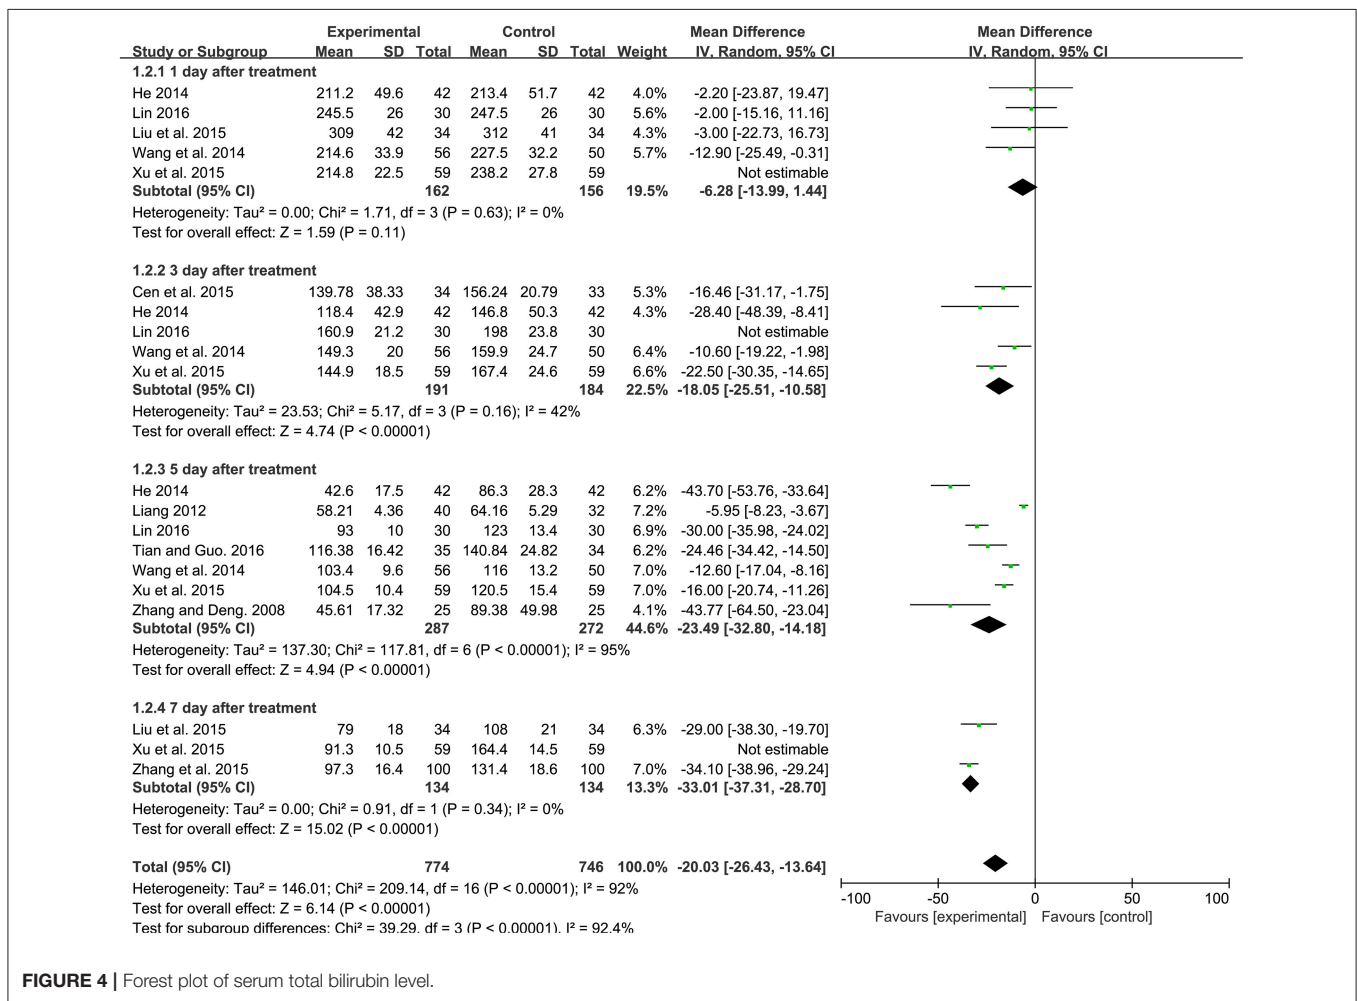 Experimental Control Mean Difference Mean Difference
Study or Subgroup Mean SD Total Mean SD Total Weight IV, Random, 95% CI IV, Random, 95% CI
1.2.1 1 day after treatment
He 2014 211.2 49.6 42 213.4 51.7 42 4.0% -2.20 [-23.87, 19.47]
Lin 2016 245.5 26 30 247.5 26 30 5.6% -2.00 [-15.16, 11.16]
Liu et al. 2015 309 42 34 312 41 34 4.3% -3.00 [-22.73, 16.73]
Wang et al. 2014 214.6 33.9 56 227.5 32.2 50 5.7% -12.90 [-25.49, -0.31]
Xu et al. 2015 214.8 22.5 59 238.2 27.8 59 Not estimable
Subtotal (95% CI) 162 156 19.5% -6.28 [-13.99, 1.44]
Heterogeneity: Tau² = 0.00; Chi² = 1.71, df = 3 (P = 0.63); I² = 0%
Test for overall effect: Z = 1.59 (P = 0.11)
1.2.2 3 day after treatment
Cen et al. 2015 139.78 38.33 34 156.24 20.79 33 5.3% -16.46 [-31.17, -1.75]
He 2014 118.4 42.9 42 146.8 50.3 42 4.3% -28.40 [-48.39, -8.41]
Lin 2016 160.9 21.2 30 198 23.8 30 Not estimable
Wang et al. 2014 149.3 20 56 159.9 24.7 50 6.4% -10.60 [-19.22, -1.98]
Xu et al. 2015 144.9 18.5 59 167.4 24.6 59 6.6% -22.50 [-30.35, -14.65]
Subtotal (95% CI) 191 184 22.5% -18.05 [-25.51, -10.58]
Heterogeneity: Tau² = 23.53; Chi² = 5.17, df = 3 (P = 0.16); I² = 42%
Test for overall effect: Z = 4.74 (P < 0.00001)
1.2.3 5 day after treatment
He 2014 42.6 17.5 42 86.3 28.3 42 6.2% -43.70 [-53.76, -33.64]
Liang 2012 58.21 4.36 40 64.16 5.29 32 7.2% -5.95 [-8.23, -3.67]
Lin 2016 93 10 30 123 13.4 30 6.9% -30.00 [-35.98, -24.02]
Tian and Guo. 2016 116.38 16.42 35 140.84 24.82 34 6.2% -24.46 [-34.42, -14.50]
Wang et al. 2014 103.4 9.6 56 116 13.2 50 7.0% -12.60 [-17.04, -8.16]
Xu et al. 2015 104.5 10.4 59 120.5 15.4 59 7.0% -16.00 [-20.74, -11.26]
Zhang and Deng. 2008 45.61 17.32 25 89.38 49.98 25 4.1% -43.77 [-64.50, -23.04]
Subtotal (95% CI) 287 272 44.6% -23.49 [-32.80, -14.18]
Heterogeneity: Tau² = 137.30; Chi² = 117.81, df = 6 (P < 0.00001); I² = 95%
Test for overall effect: Z = 4.94 (P < 0.00001)
1.2.4 7 day after treatment
Liu et al. 2015 79 18 34 108 21 34 6.3% -29.00 [-38.30, -19.70]
Xu et al. 2015 91.3 10.5 59 164.4 14.5 59 Not estimable
Zhang et al. 2015 97.3 16.4 100 131.4 18.6 100 7.0% -34.10 [-38.96, -29.24]
Subtotal (95% CI) 134 134 13.3% -33.01 [-37.31, -28.70]
Heterogeneity: Tau² = 0.00; Chi² = 0.91, df = 1 (P = 0.34); I² = 0%
Test for overall effect: Z = 15.02 (P < 0.00001)
Total (95% CI) 774 746 100.0% -20.03 [-26.43, -13.64]
Heterogeneity: Tau² = 146.01; Chi² = 209.14, df = 16 (P < 0.00001); I² = 92%
Test for overall effect: Z = 6.14 (P < 0.00001)
Test for subgroup differences: Chi² = 39.29, df = 3 (P < 0.00001), I² = 92.4%
-100 -50 0 50 100
Favours [experimental] Favours [control]
FIGURE 4 | Forest plot of serum total bilirubin level.